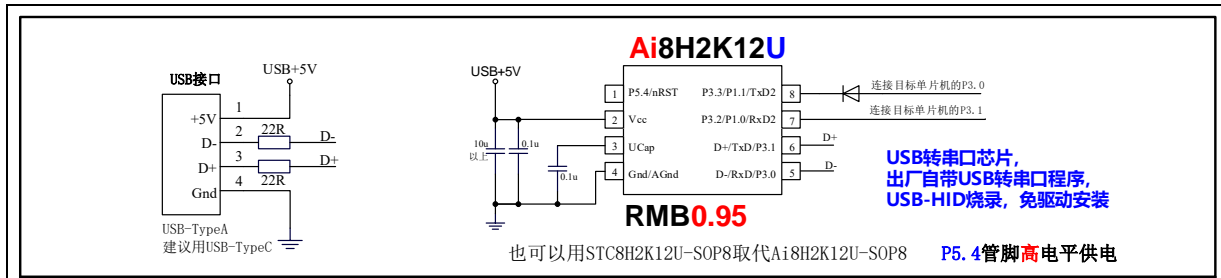 Ai8H2K12U
USB接口
USB+5V
1
+5V
2
22R
D-
D-
3
D+
D+
4
22R
Gnd
USB-TypeA
建议用USB-TypeC
USB+5V
10u
以上
0.1u
0.1u
1
P5.4/nRST
P3.3/P1.1/TxD2
8
连接目标单片机的P3.0
2
Vcc
P3.2/P1.0/RxD2
7
连接目标单片机的P3.1
3
UCap
D+/TxD/P3.1
6
D+
4
Gnd/AGnd
D-/RxD/P3.0
5
D-
RMB0.95
USB转串口芯片，
出厂自带USB转串口程序，
USB-HID烧录，免驱动安装
也可以用STC8H2K12U-SOP8取代Ai8H2K12U-SOP8
P5.4管脚高电平供电